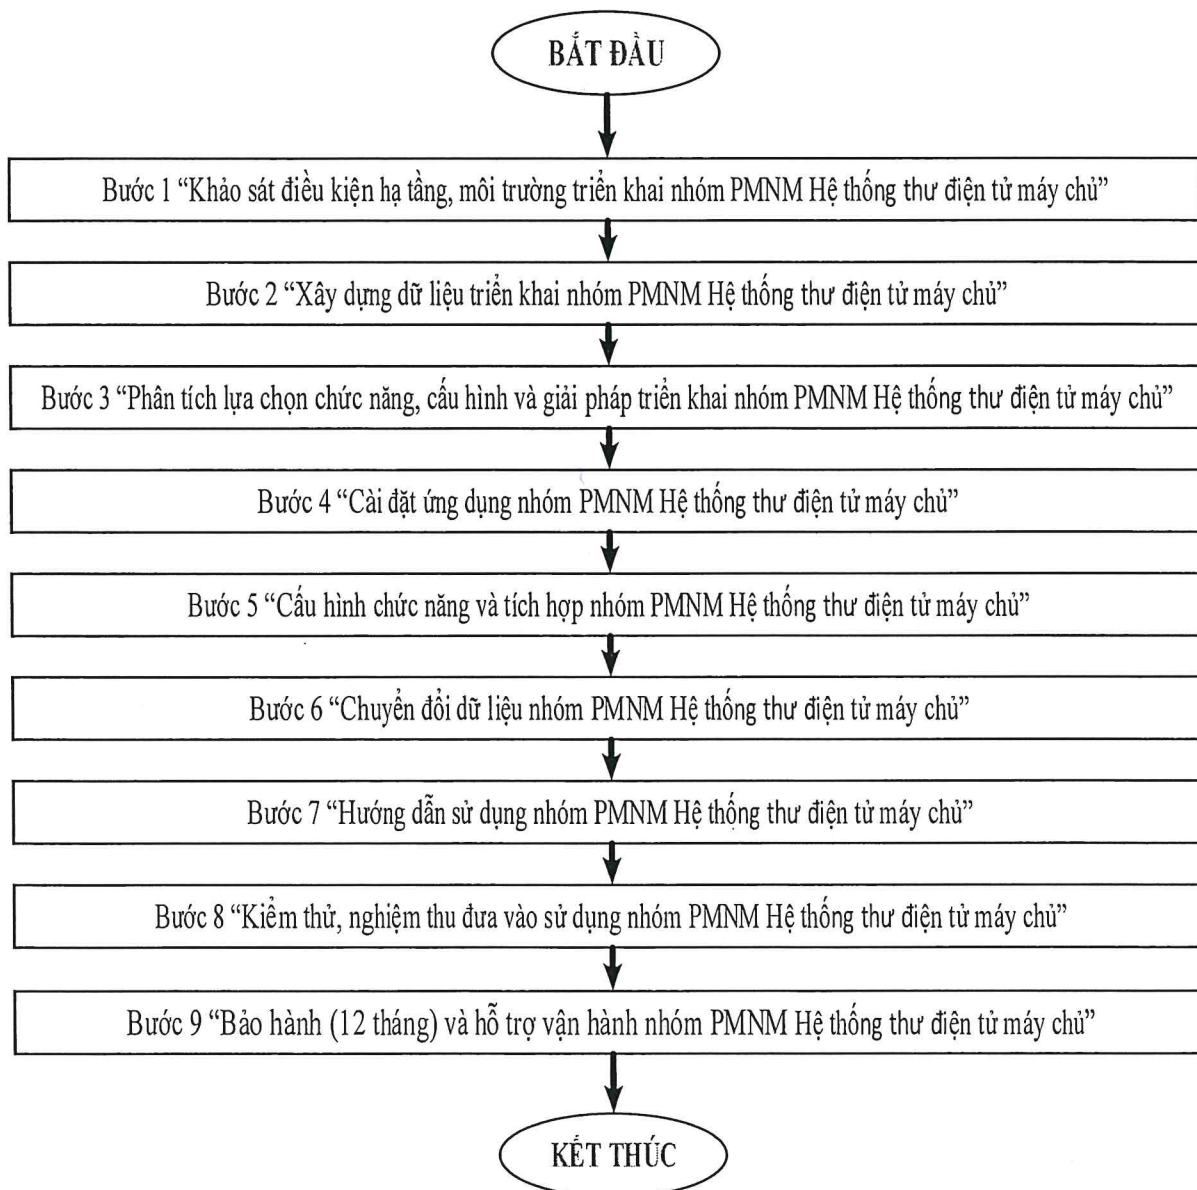 BẮT ĐẦU
Bước 1 “Khảo sát điều kiện hạ tầng, môi trường triển khai nhóm PMNM Hệ thống thư điện tử máy chủ”
Bước 2 “Xây dựng dữ liệu triển khai nhóm PMNM Hệ thống thư điện tử máy chủ”
Bước 3 “Phân tích lựa chọn chức năng, cấu hình và giải pháp triển khai nhóm PMNM Hệ thống thư điện tử máy chủ”
Bước 4 “Cài đặt ứng dụng nhóm PMNM Hệ thống thư điện tử máy chủ”
Bước 5 “Cấu hình chức năng và tích hợp nhóm PMNM Hệ thống thư điện tử máy chủ”
Bước 6 “Chuyển đổi dữ liệu nhóm PMNM Hệ thống thư điện tử máy chủ”
Bước 7 “Hướng dẫn sử dụng nhóm PMNM Hệ thống thư điện tử máy chủ”
Bước 8 “Kiểm thử, nghiệm thu đưa vào sử dụng nhóm PMNM Hệ thống thư điện tử máy chủ”
Bước 9 “Bảo hành (12 tháng) và hỗ trợ vận hành nhóm PMNM Hệ thống thư điện tử máy chủ”
KẾT THÚC